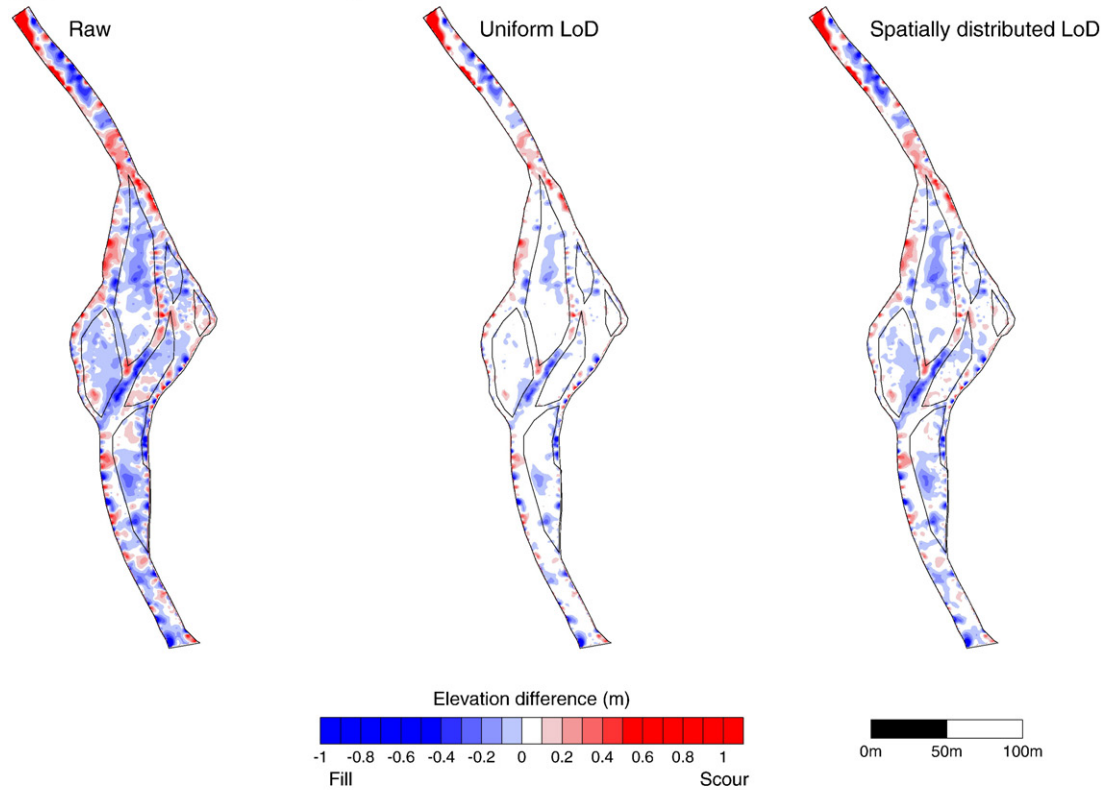 Raw
Uniform LoD
Spatially distributed LoD
Elevation difference (m)
-1 -0.8 -0.6 -0.4 -0.2 0 0.2 0.4 0.6 0.8 1
Fill Scour
0m 50m 100m